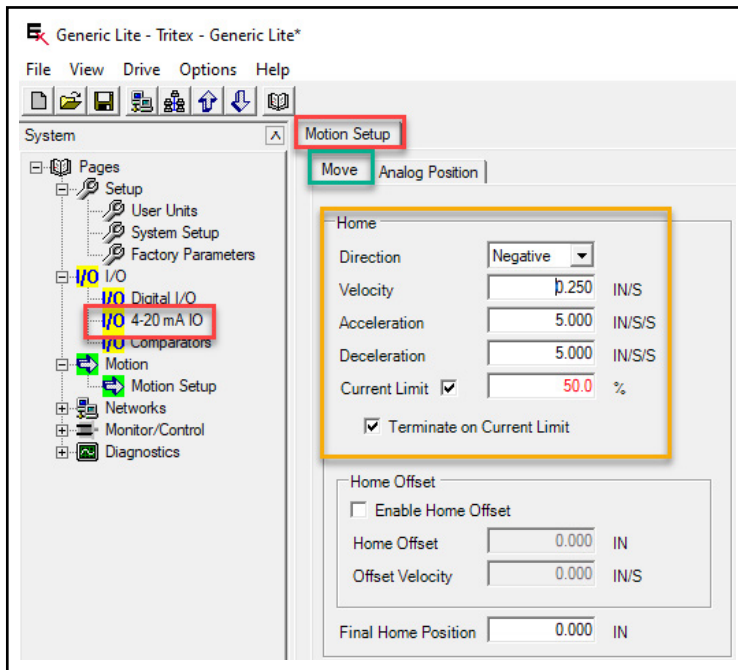 Generic Lite - Tritex - Generic Lite*
File View Drive Options Help
System
Motion Setup
Pages
Setup
User Units
System Setup
Factory Parameters
I/O I/O
I/O Digital I/O
I/O 4-20 mA IO
I/O Comparators
Motion
Motion Setup
Networks
Monitor/Control
Diagnostics
Move Analog Position
Home
Direction Negative
Velocity 0.250 IN/S
Acceleration 5.000 IN/S/S
Deceleration 5.000 IN/S/S
Current Limit 50.0 %
Terminate on Current Limit
Home Offset
Enable Home Offset
Home Offset 0.000 IN
Offset Velocity 0.000 IN/S
Final Home Position 0.000 IN